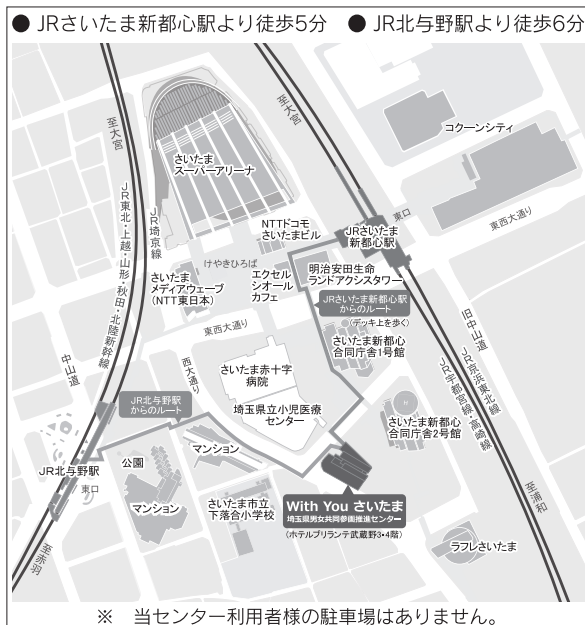 ● JRさいたま新都心駅より徒歩5分　● JR北与野駅より徒歩6分
至大宮
至大宮
コクーンシティ
さいたま
スーパーアリーナ
JR埼京線
JR東北・上越・山形・秋田・北陸新幹線
NTTドコモ
さいたまビル
JRさいたま
新都心駅
東口
東西大通り
けやきひろば
さいたま
メディアウェーブ
(NTT東日本)
エクセル
シオール
カフェ
明治安田生命
ランドアクシスタワー
JRさいたま新都心駅
からのルート
(デッキ上を歩く)
東西大通り
さいたま新都心
合同庁舎1号館
旧中山道
中山道
西大通り
さいたま赤十字
病院
JR京浜東北線
JR宇都宮線・高崎線
JR北与野駅
からのルート
埼玉県立小児医療
センター
さいたま新都心
合同庁舎2号館
マンション
JR北与野駅
東口
公園
マンション
さいたま市立
下落合小学校
With You さいたま
埼玉県男女共同参画推進センター
(ホテルブリランテ武蔵野3・4階)
至浦和
ラフレさいたま
至赤羽
※　当センター利用者様の駐車場はありません。